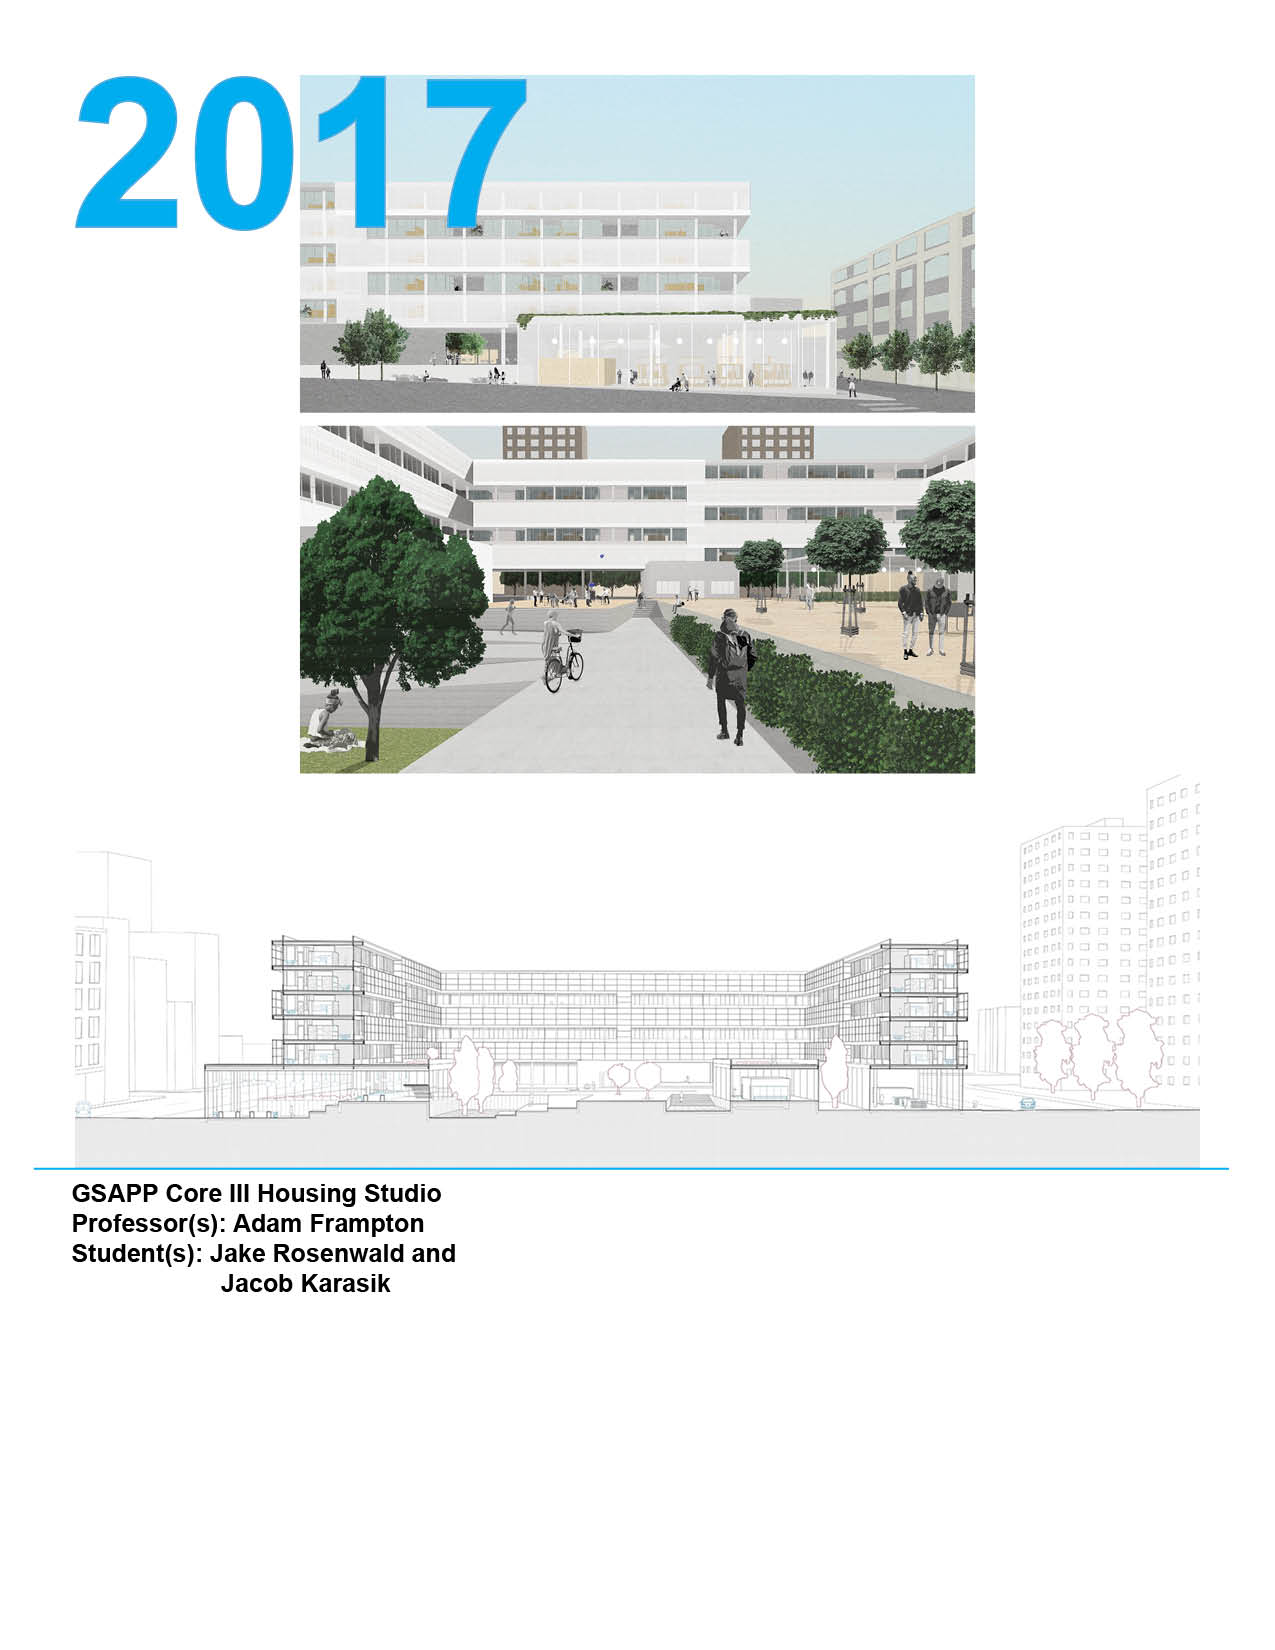 2017
GSAPP Core III Housing Studio
Professor(s): Adam Frampton
Student(s): Jake Rosenwald and
Jacob Karasik